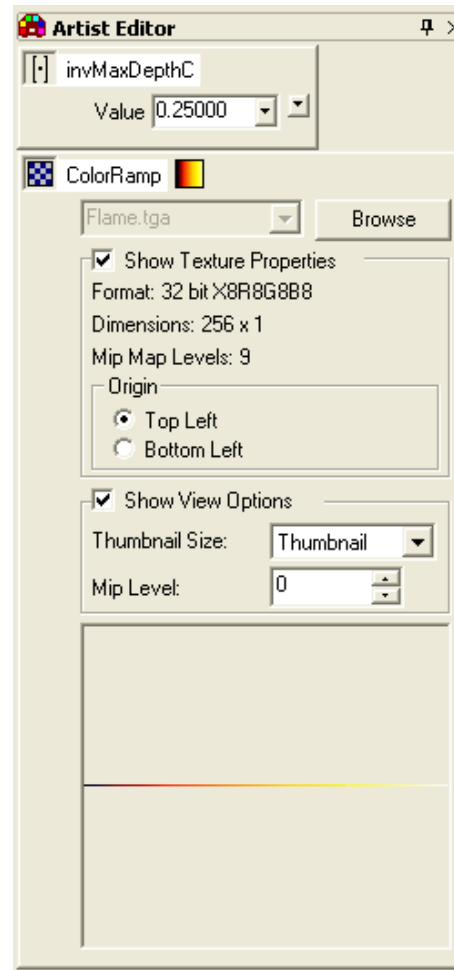 Artist Editor
invMaxDepthC
Value 0.25000
ColorRamp
Flame.tga Browse
Show Texture Properties
Format: 32 bit X8R8G8B8
Dimensions: 256 x 1
Mip Map Levels: 9
Origin
Top Left
Bottom Left
Show View Options
Thumbnail Size: Thumbnail
Mip Level: 0